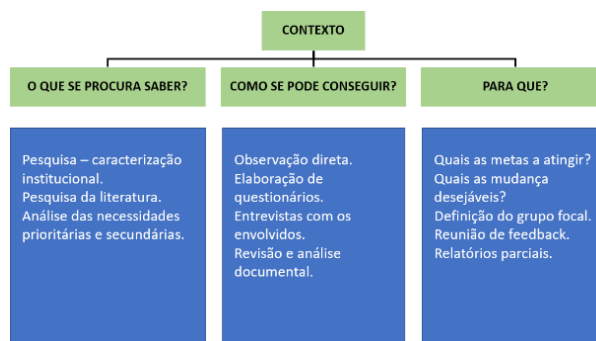 CONTEXTO
O QUE SE PROCURA SABER?
COMO SE PODE CONSEGUIR?
PARA QUE?
Pesquisa – caracterização
institucional.
Pesquisa da literatura.
Análise das necessidades
prioritárias e secundárias.
Observação direta.
Elaboração de
questionários.
Entrevistas com os
envolvidos.
Revisão e análise
documental.
Quais as metas a atingir?
Quais as mudança
desejáveis?
Definição do grupo focal.
Reunião de feedback.
Relatórios parciais.